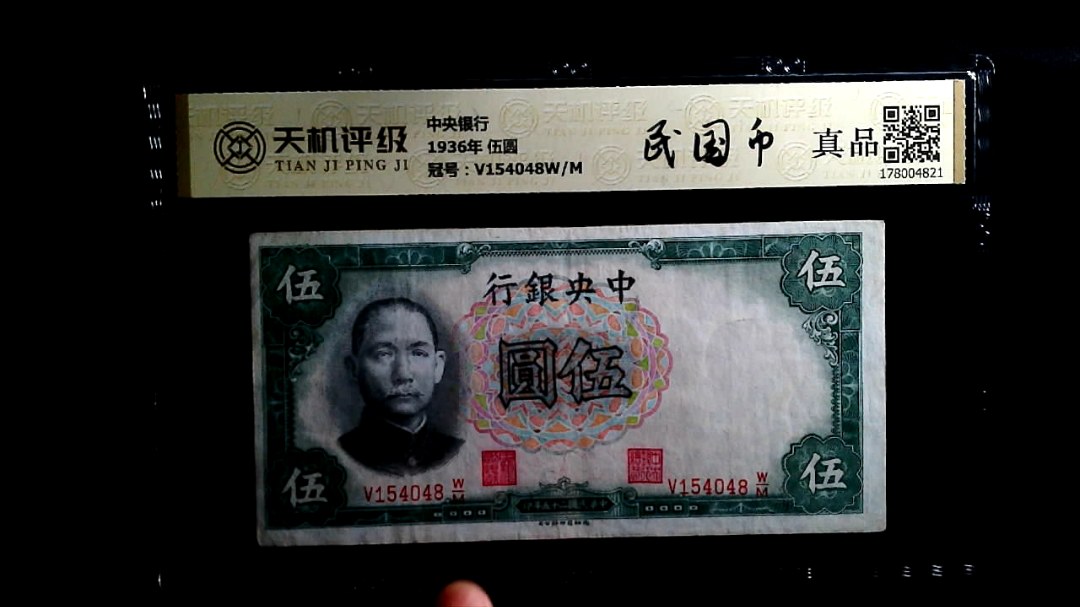 天机评级
TIAN JI PING JI
中央银行
1936年 伍圆
冠号：V154048W/M
民国币
真品
178004821
伍
伍
行銀央中
圓伍
伍
伍
V154048 W/M
V154048 W/M